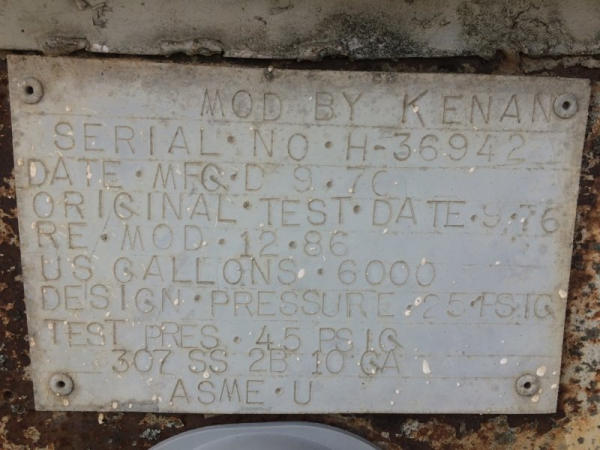 MOD BY KENAN
SERIAL·NO·H-36942
DATE·MFG·D 9·7C
ORIGINAL·TEST·DATE·9·76
RE/MOD·12·86
US GALLONS·6000
DESIGN·PRESSURE 25 PSIG
TEST PRES·45 PSIG
307 SS 2B 10 GA
ASME·U